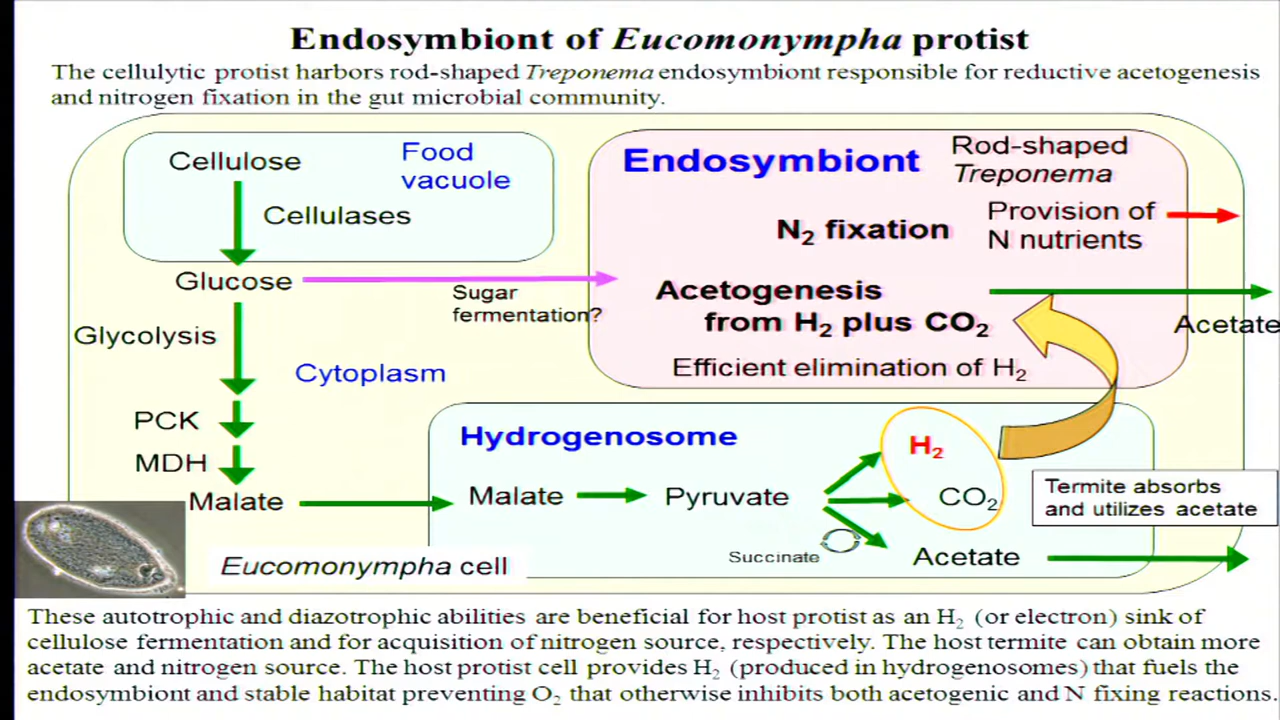 Endosymbiont of Eucomonympha protist
The cellulytic protist harbors rod-shaped Treponema endosymbiont responsible for reductive acetogenesis
and nitrogen fixation in the gut microbial community.
Cellulose
Food
vacuole
Cellulases
Endosymbiont
Rod-shaped
Treponema
N₂ fixation
Provision of
N nutrients
Glucose
Sugar
fermentation?
Acetogenesis
from H₂ plus CO₂
Acetate
Efficient elimination of H₂
Glycolysis
Cytoplasm
PCK
MDH
Malate
Hydrogenosome
Malate
Pyruvate
H₂
CO₂
Succinate
Acetate
Termite absorbs
and utilizes acetate
Eucomonympha cell
These autotrophic and diazotrophic abilities are beneficial for host protist as an H₂ (or electron) sink of
cellulose fermentation and for acquisition of nitrogen source, respectively. The host termite can obtain more
acetate and nitrogen source. The host protist cell provides H₂ (produced in hydrogenosomes) that fuels the
endosymbiont and stable habitat preventing O₂ that otherwise inhibits both acetogenic and N fixing reactions.